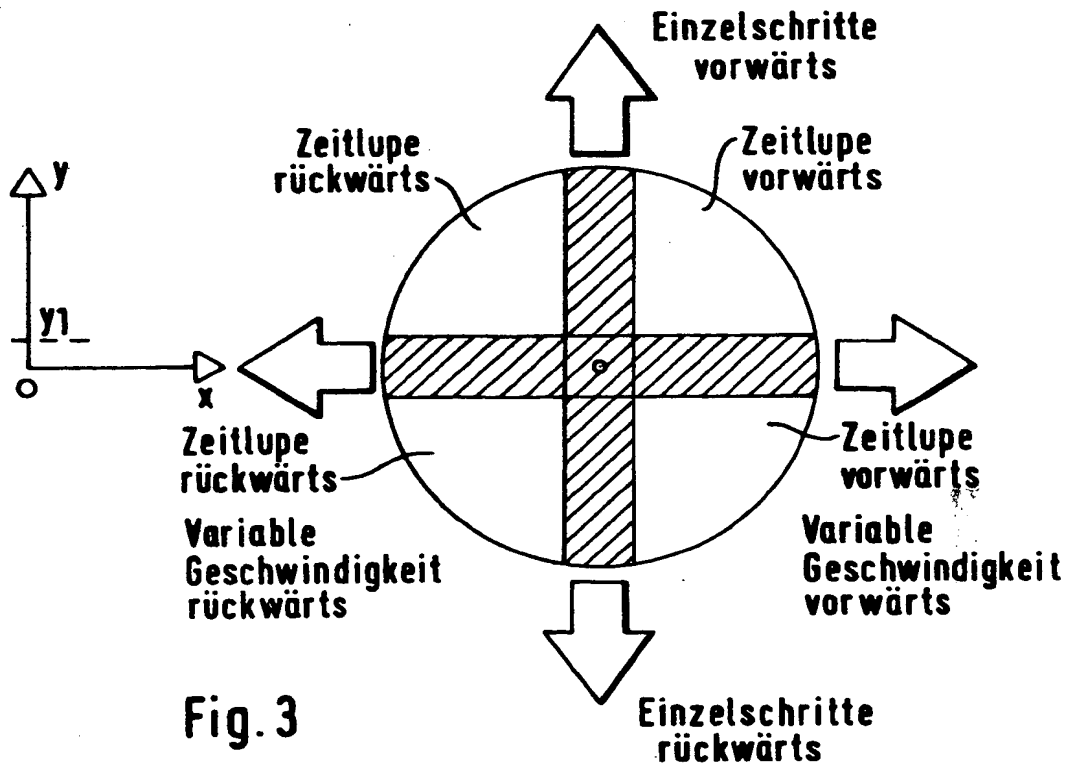 Einzelschritte
vorwärts
Zeitlupe
rückwärts
Zeitlupe
vorwärts
y
y1
O
x
Zeitlupe
rückwärts
Zeitlupe
vorwärts
Variable
Geschwindigkeit
rückwärts
Variable
Geschwindigkeit
vorwärts
Einzelschritte
rückwärts
Fig. 3